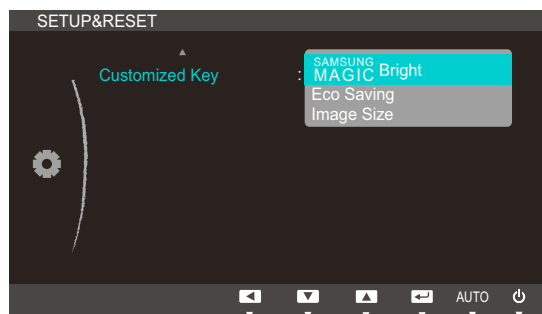 SETUP&RESET
Customized Key : SAMSUNG MAGIC Bright
Eco Saving
Image Size
AUTO